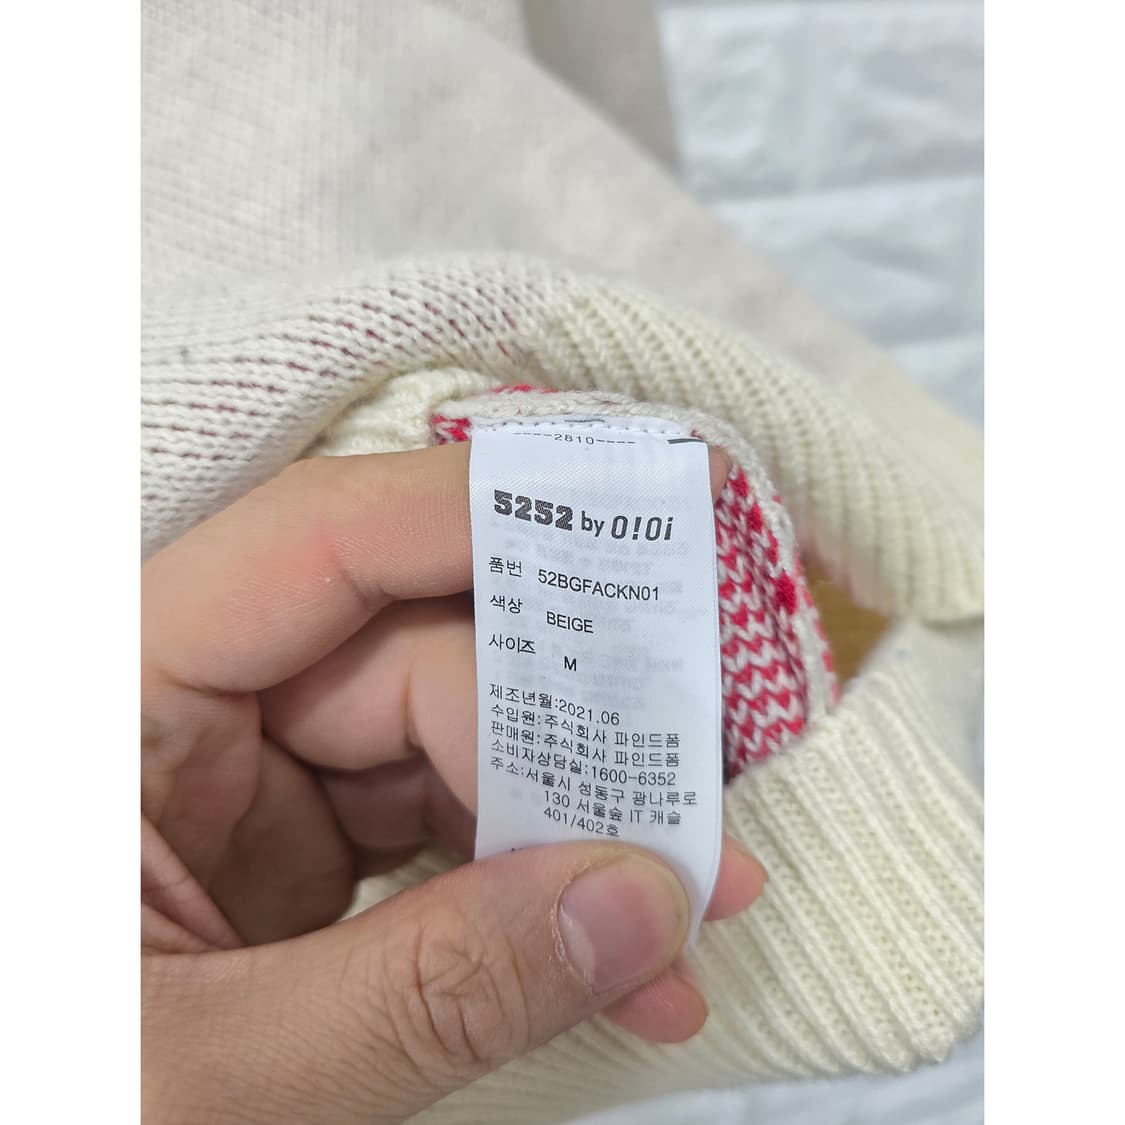 ----2810----
5252 by O!Oi
품번 52BGFACKN01
색상 BEIGE
사이즈 M
제조년월:2021.06
수입원:주식회사 파인드폼
판매원:주식회사 파인드폼
소비자상담실:1600-6352
주소:서울시 성동구 광나루로
130 서울숲 IT 캐슬
401/402호